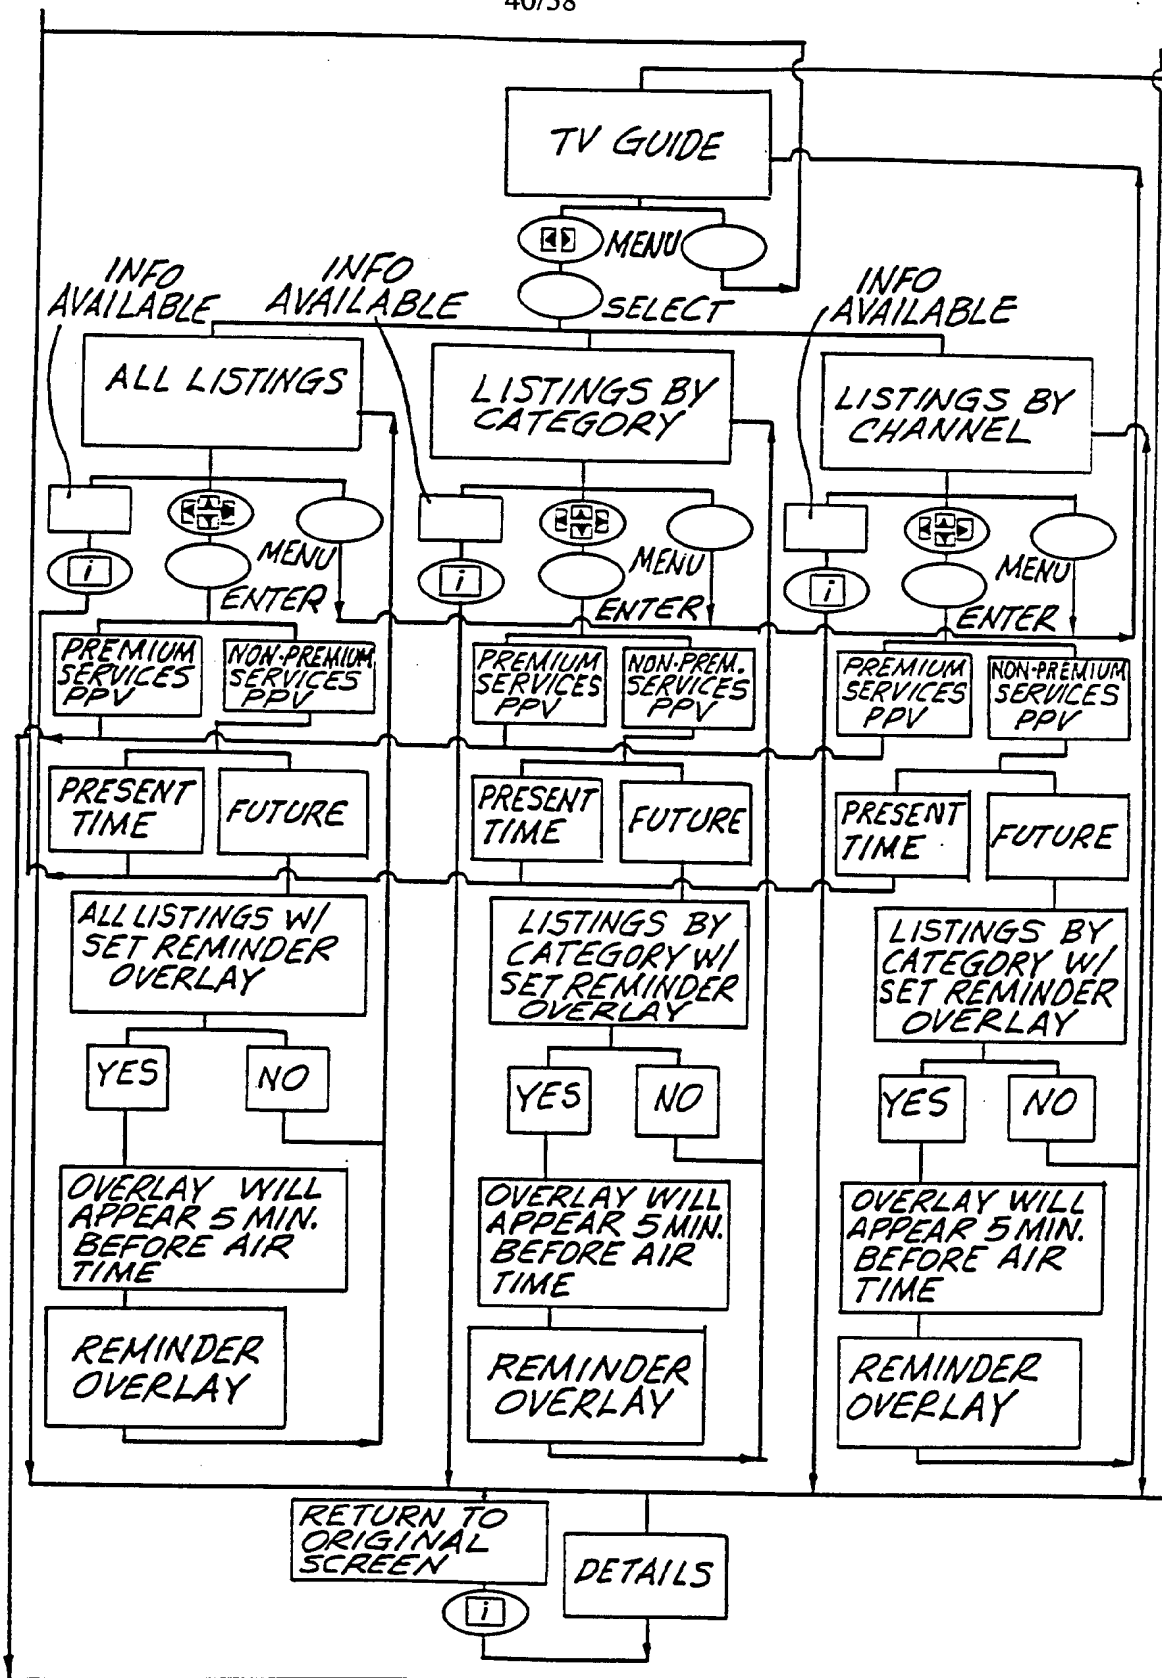 40/58
TV GUIDE
MENU
SELECT
INFO
AVAILABLE
INFO
AVAILABLE
INFO
AVAILABLE
ALL LISTINGS
LISTINGS BY
CATEGORY
LISTINGS BY
CHANNEL
i
MENU
ENTER
i
MENU
ENTER
i
MENU
ENTER
PREMIUM
SERVICES
PPV
NON-PREMIUM
SERVICES
PPV
PREMIUM
SERVICES
PPV
NON-PREM.
SERVICES
PPV
PREMIUM
SERVICES
PPV
NON-PREMIUM
SERVICES
PPV
PRESENT
TIME
FUTURE
PRESENT
TIME
FUTURE
PRESENT
TIME
FUTURE
ALL LISTINGS W/
SET REMINDER
OVERLAY
LISTINGS BY
CATEGORY W/
SET REMINDER
OVERLAY
LISTINGS BY
CATEGORY W/
SET REMINDER
OVERLAY
YES
NO
YES
NO
YES
NO
OVERLAY WILL
APPEAR 5 MIN.
BEFORE AIR
TIME
OVERLAY WILL
APPEAR 5 MIN.
BEFORE AIR
TIME
OVERLAY WILL
APPEAR 5 MIN.
BEFORE AIR
TIME
REMINDER
OVERLAY
REMINDER
OVERLAY
REMINDER
OVERLAY
RETURN TO
ORIGINAL
SCREEN
i
DETAILS